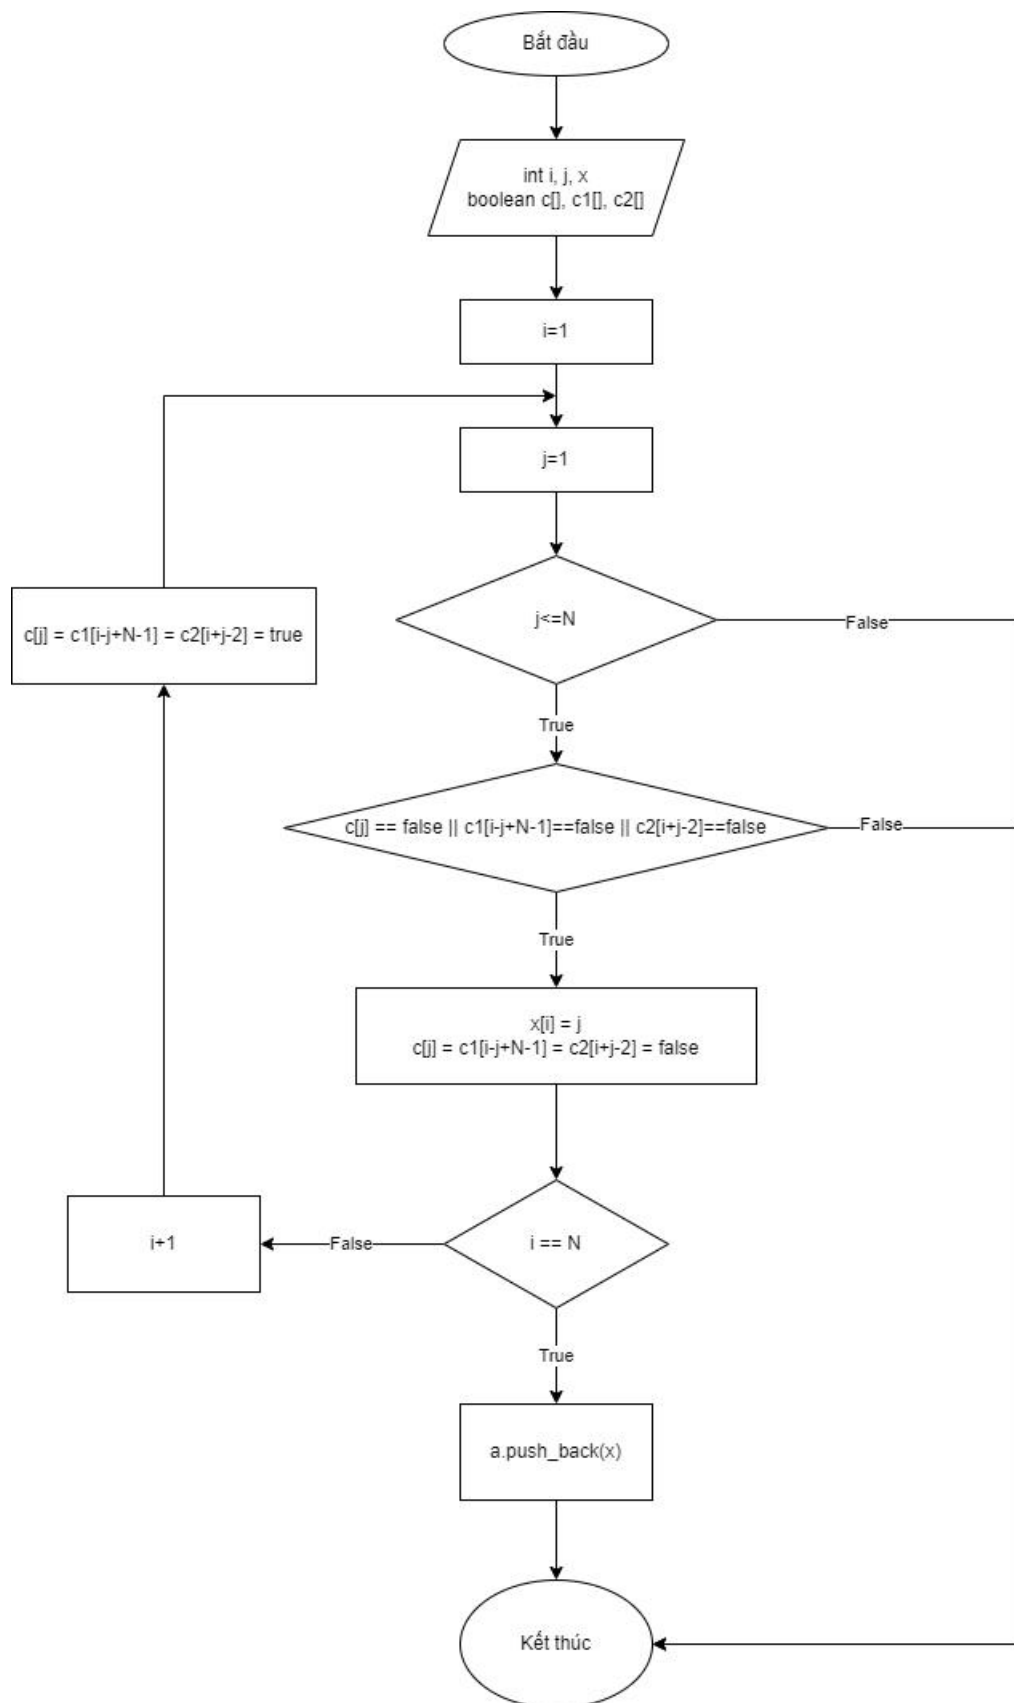 Bắt đầu
int i, j, x
boolean c[], c1[], c2[]
i=1
j=1
c[j] = c1[i-j+N-1] = c2[i+j-2] = true
j<=N
False
True
c[j] == false || c1[i-j+N-1]==false || c2[i+j-2]==false
False
True
x[i] = j
c[j] = c1[i-j+N-1] = c2[i+j-2] = false
i+1
False
i == N
True
a.push_back(x)
Kết thúc